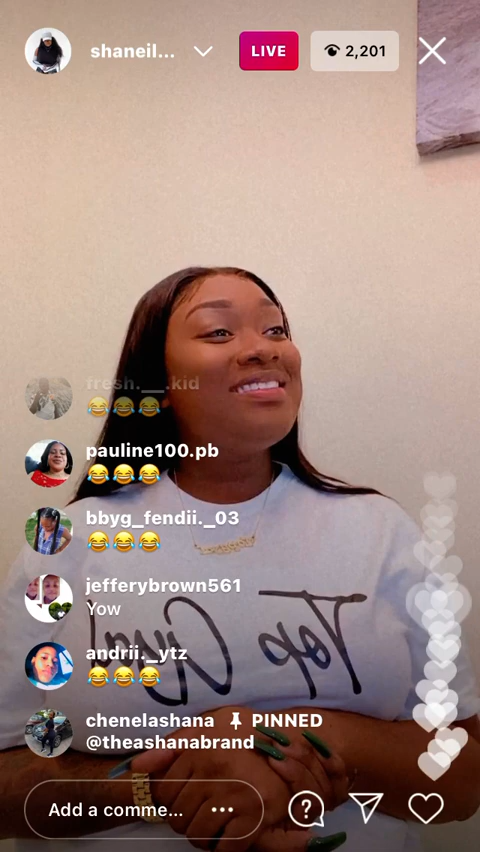 shaneil...
LIVE
2,201
fresh.__.kid
😂😂😂
pauline100.pb
😂😂😂
bbyg_fendii._03
😂😂😂
jefferybrown561
Yow
andrii._ytz
😂😂😂
Top Gyal
chenelashana PINNED
@theashanabrand
Add a comme...